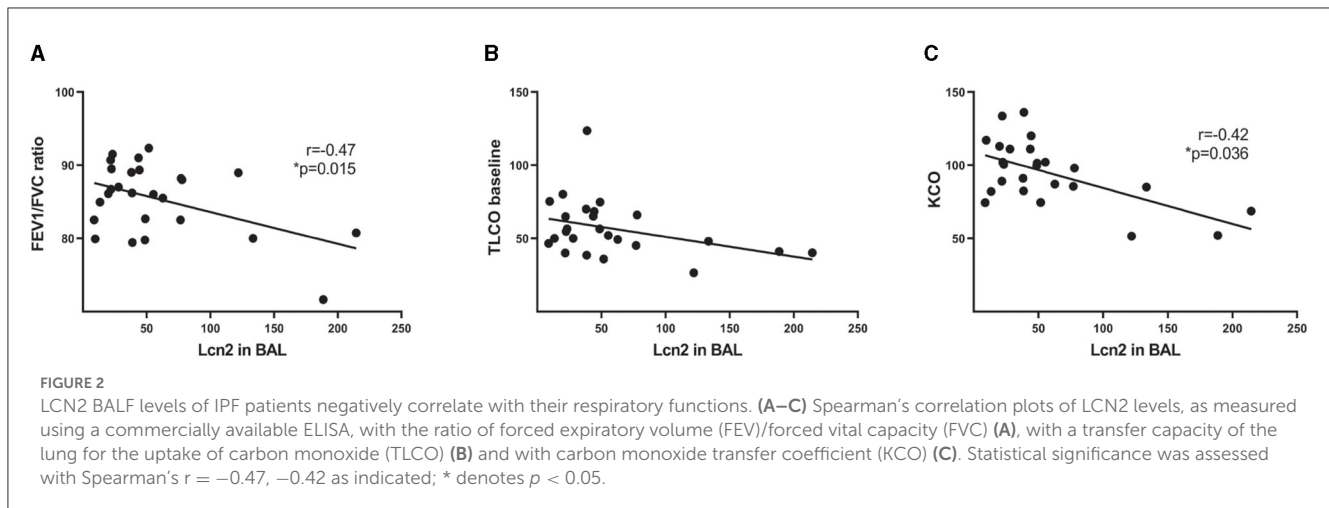 A
B
C
100
90
80
FEV1/FVC ratio
r=-0.47
*p=0.015
50
100
150
200
250
Lcn2 in BAL
150
100
50
TLCO baseline
50
100
150
200
250
Lcn2 in BAL
150
100
50
KCO
r=-0.42
*p=0.036
50
100
150
200
250
Lcn2 in BAL
FIGURE 2
LCN2 BALF levels of IPF patients negatively correlate with their respiratory functions. (A–C) Spearman's correlation plots of LCN2 levels, as measured
using a commercially available ELISA, with the ratio of forced expiratory volume (FEV)/forced vital capacity (FVC) (A), with a transfer capacity of the
lung for the uptake of carbon monoxide (TLCO) (B) and with carbon monoxide transfer coefficient (KCO) (C). Statistical significance was assessed
with Spearman's r = −0.47, −0.42 as indicated; * denotes p < 0.05.